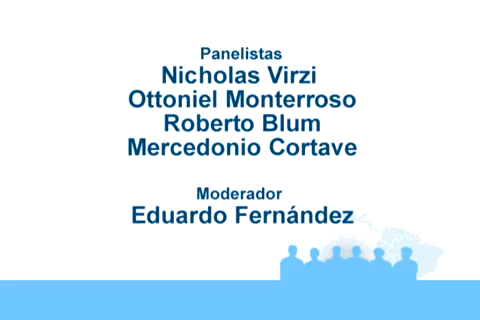 Panelistas
Nicholas Virzi
Ottoniel Monterroso
Roberto Blum
Mercedonio Cortave
Moderador
Eduardo Fernández